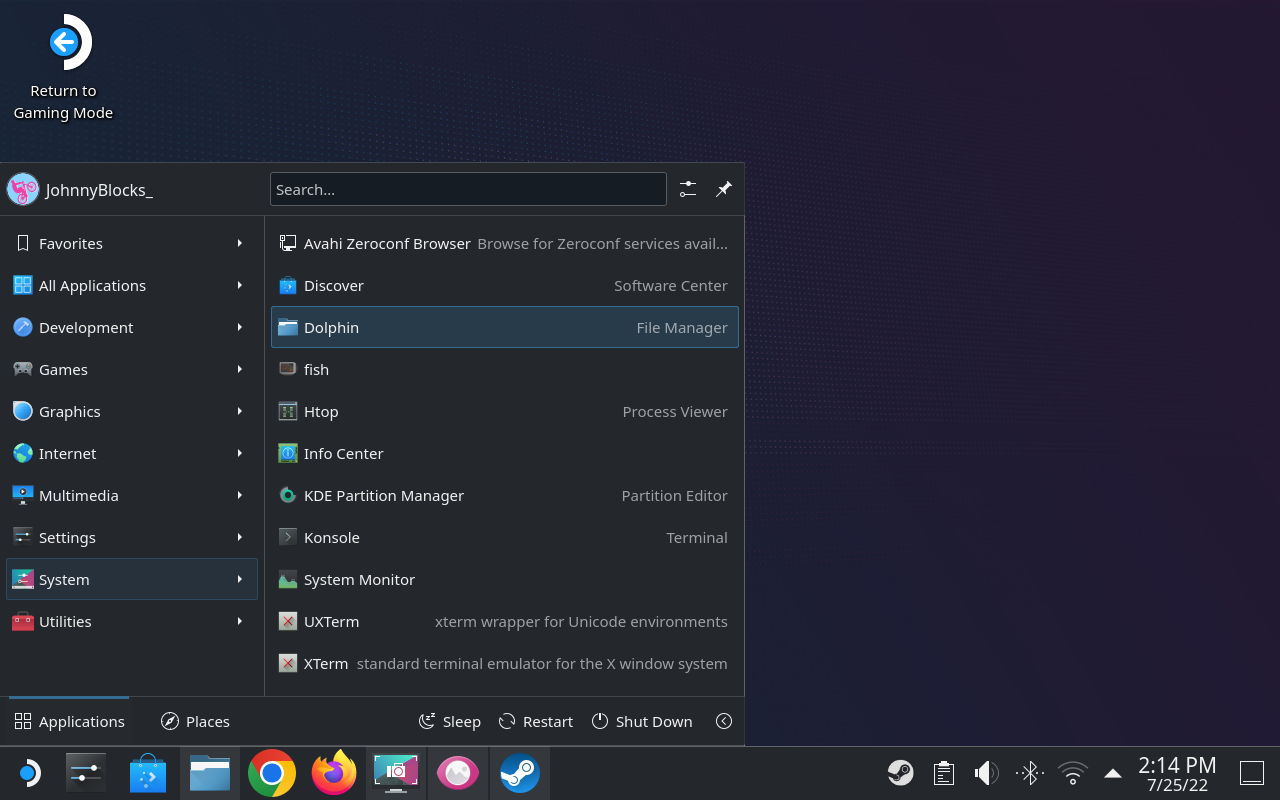 Return to
Gaming Mode
JohnnyBlocks_
Search...
Favorites
All Applications
Development
Games
Graphics
Internet
Multimedia
Settings
System
Utilities
Avahi Zeroconf Browser Browse for Zeroconf services avail...
Discover Software Center
Dolphin File Manager
fish
Htop Process Viewer
Info Center
KDE Partition Manager Partition Editor
Konsole Terminal
System Monitor
UXTerm xterm wrapper for Unicode environments
XTerm standard terminal emulator for the X window system
Applications Places Sleep Restart Shut Down
2:14 PM
7/25/22